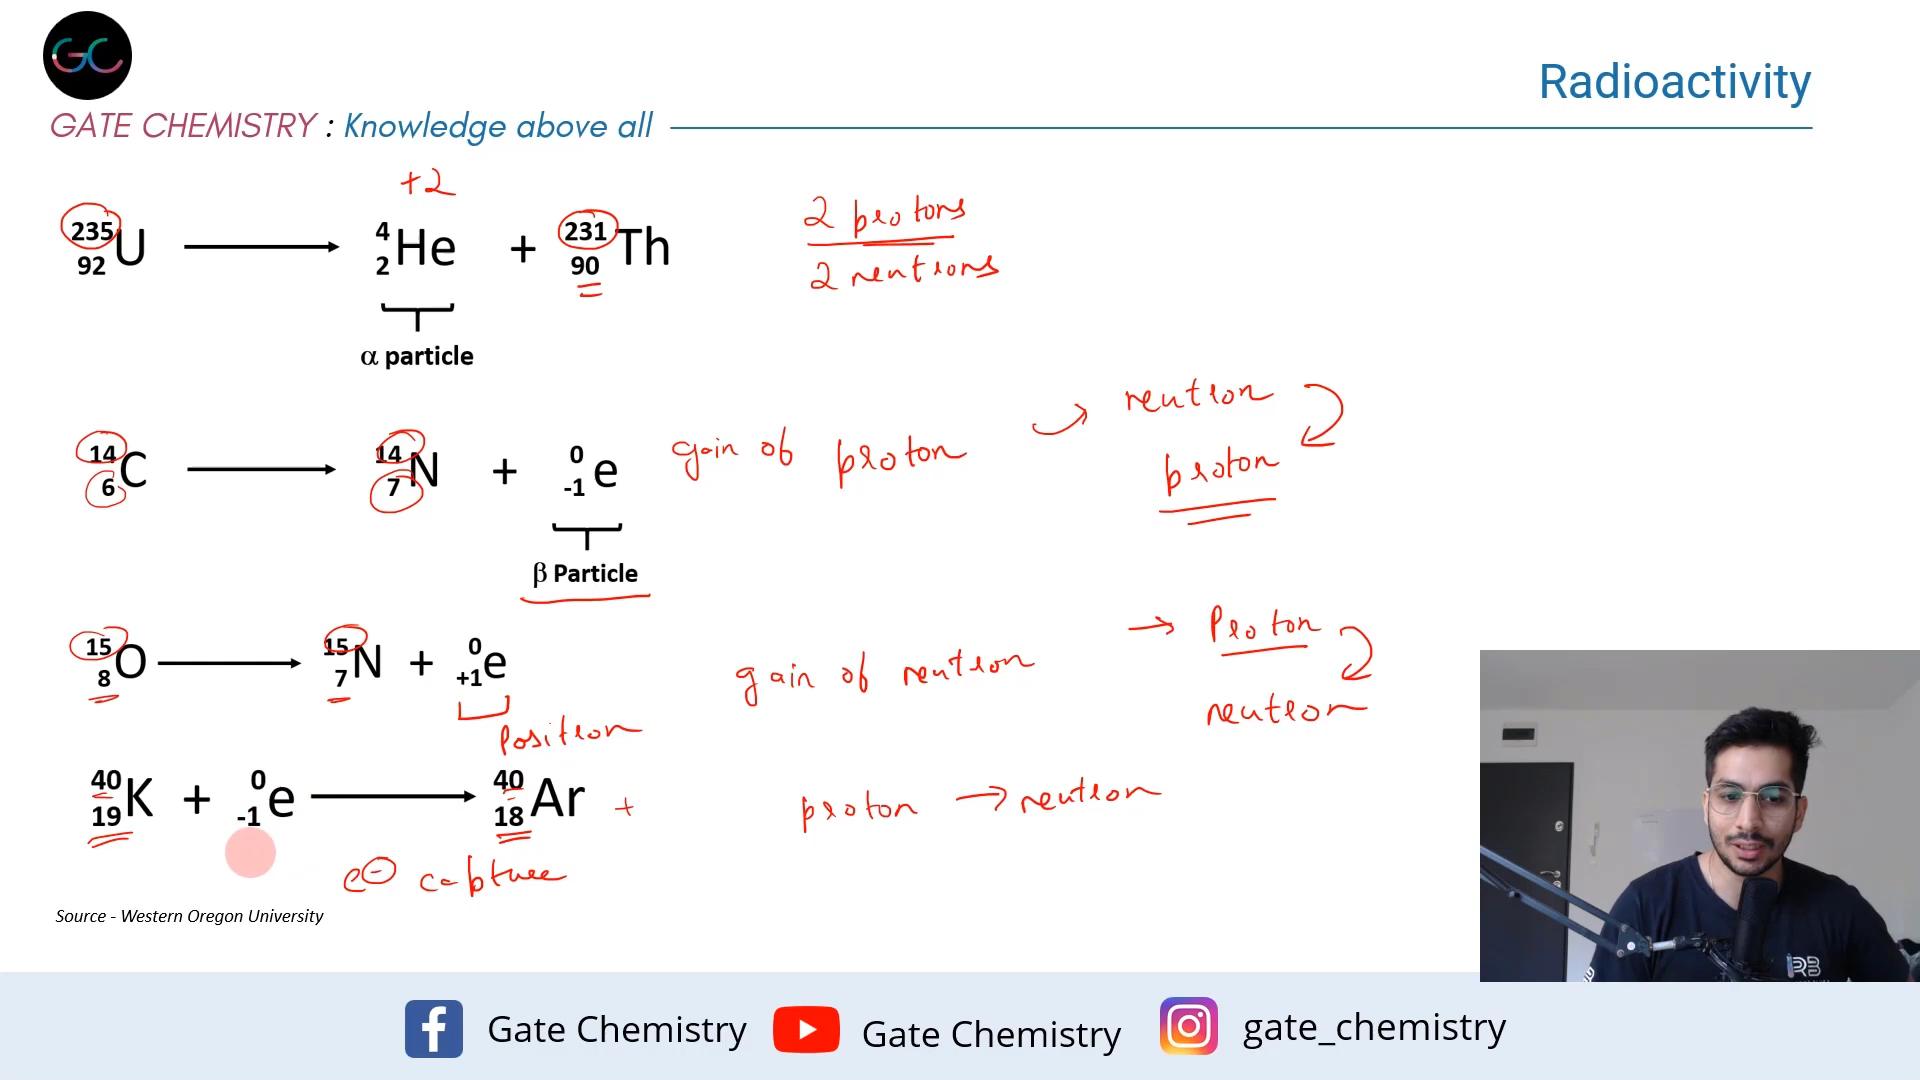 GC
Radioactivity
GATE CHEMISTRY : Knowledge above all
+2
235 92 U → 4 2 He + 231 90 Th
2 protons
2 neutrons
α particle
14 6 C → 14 7 N + 0 -1 e
gain of proton
neutron
proton
β Particle
15 8 O → 15 7 N + 0 +1 e
gain of neutron
→ Proton
neutron
Positron
40 19 K + 0 -1 e → 40 18 Ar +
proton → neutron
e- capture
Source - Western Oregon University
RB
Gate Chemistry
Gate Chemistry
gate_chemistry